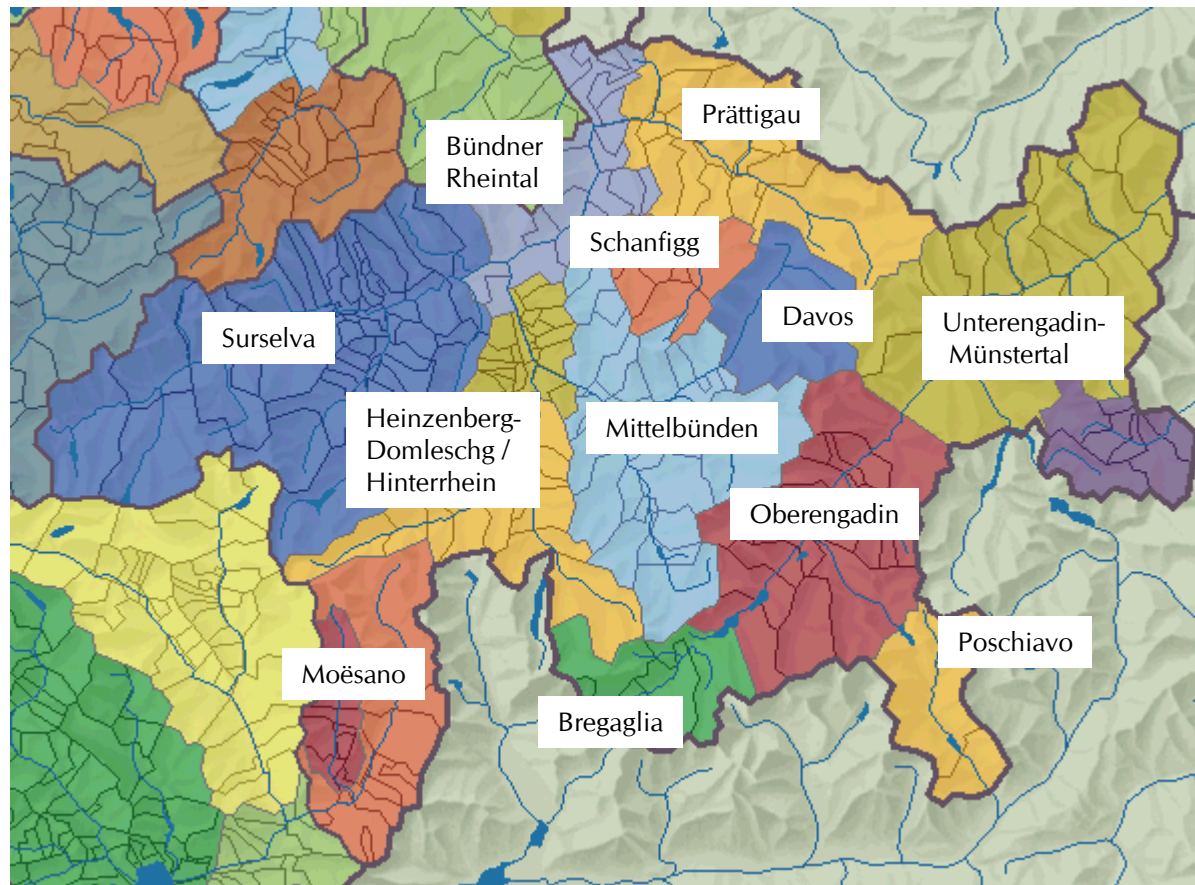 Prättigau
Bündner
Rheintal
Schanfigg
Davos
Unterengadin-
Münstertal
Surselva
Heinzenberg-
Domleschg /
Hinterrhein
Mittelbünden
Oberengadin
Poschiavo
Moësano
Bregaglia